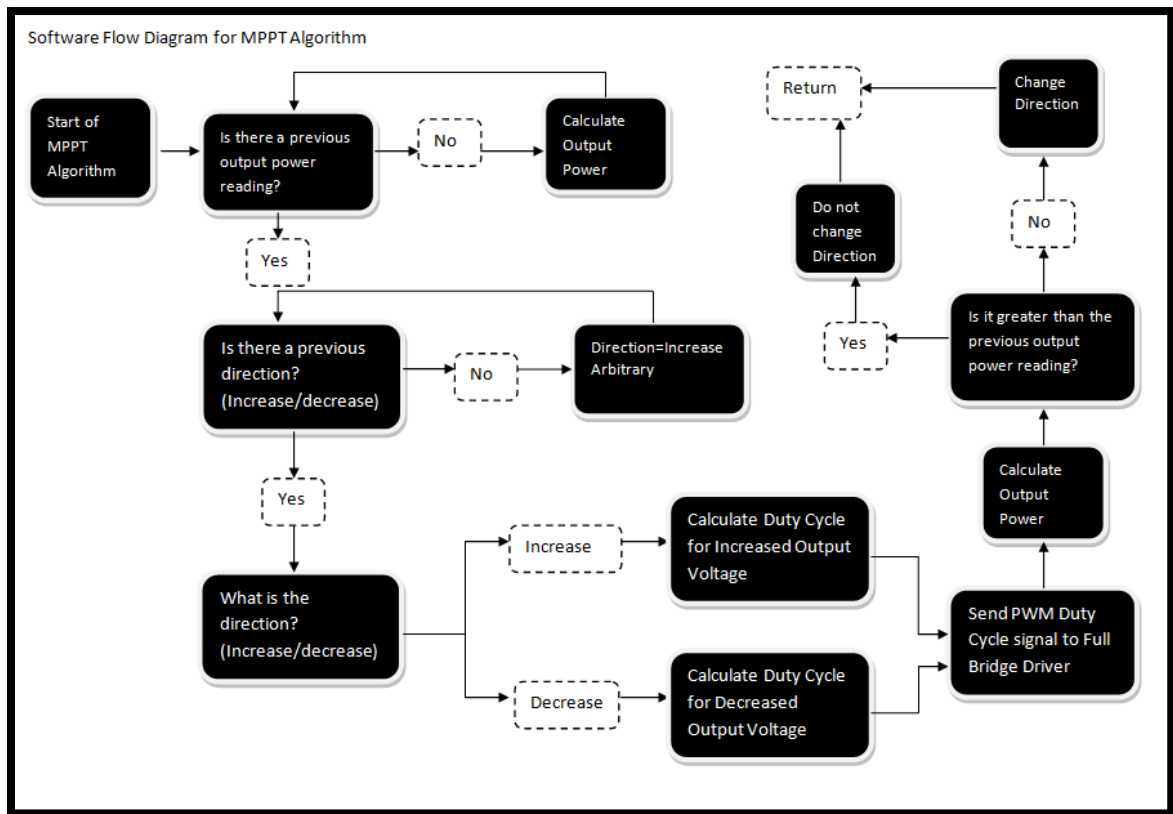 Software Flow Diagram for MPPT Algorithm
Start of
MPPT
Algorithm
Is there a previous
output power
reading?
No
Calculate
Output
Power
Yes
Is there a previous
direction?
(Increase/decrease)
No
Direction=Increase
Arbitrary
Yes
What is the
direction?
(Increase/decrease)
Increase
Calculate Duty Cycle
for Increased Output
Voltage
Decrease
Calculate Duty Cycle
for Decreased
Output Voltage
Send PWM Duty
Cycle signal to Full
Bridge Driver
Calculate
Output
Power
Is it greater than the
previous output
power reading?
Yes
Do not
change
Direction
No
Change
Direction
Return